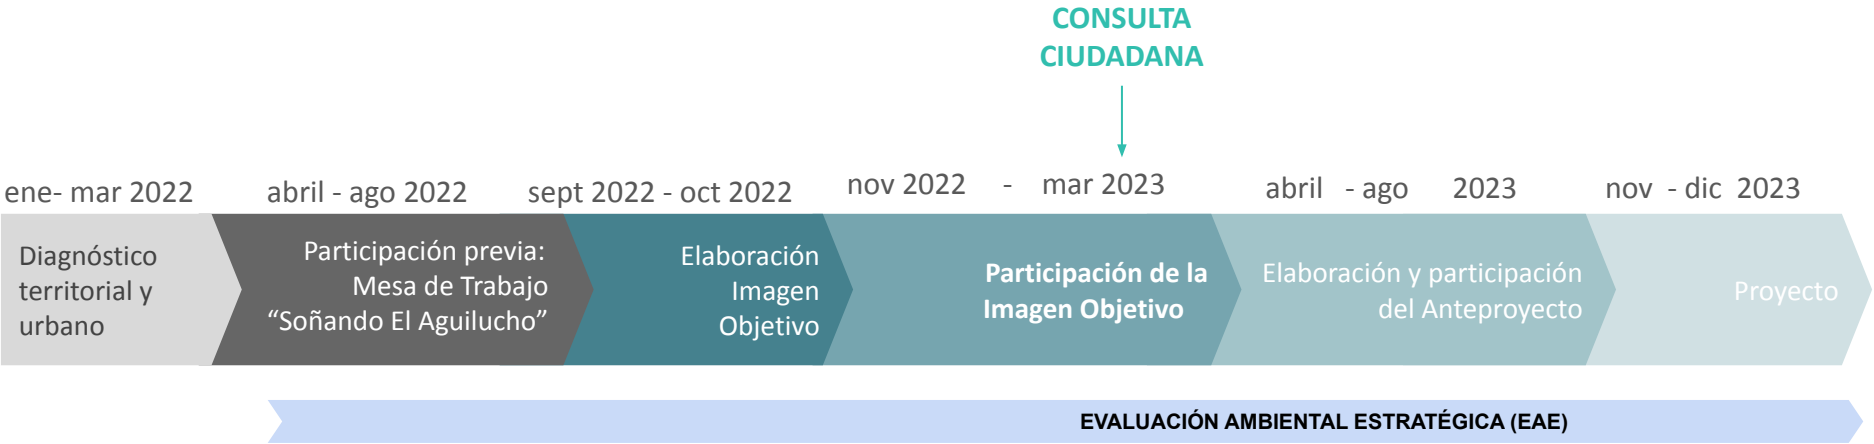 CONSULTA
CIUDADANA
ene- mar 2022
abril - ago 2022
sept 2022 - oct 2022
nov 2022 - mar 2023
abril - ago 2023
nov - dic 2023
Diagnóstico
territorial y
urbano
Participación previa:
Mesa de Trabajo
“Soñando El Aguilucho”
Elaboración
Imagen
Objetivo
Participación de la
Imagen Objetivo
Elaboración y participación
del Anteproyecto
Proyecto
EVALUACIÓN AMBIENTAL ESTRATÉGICA (EAE)